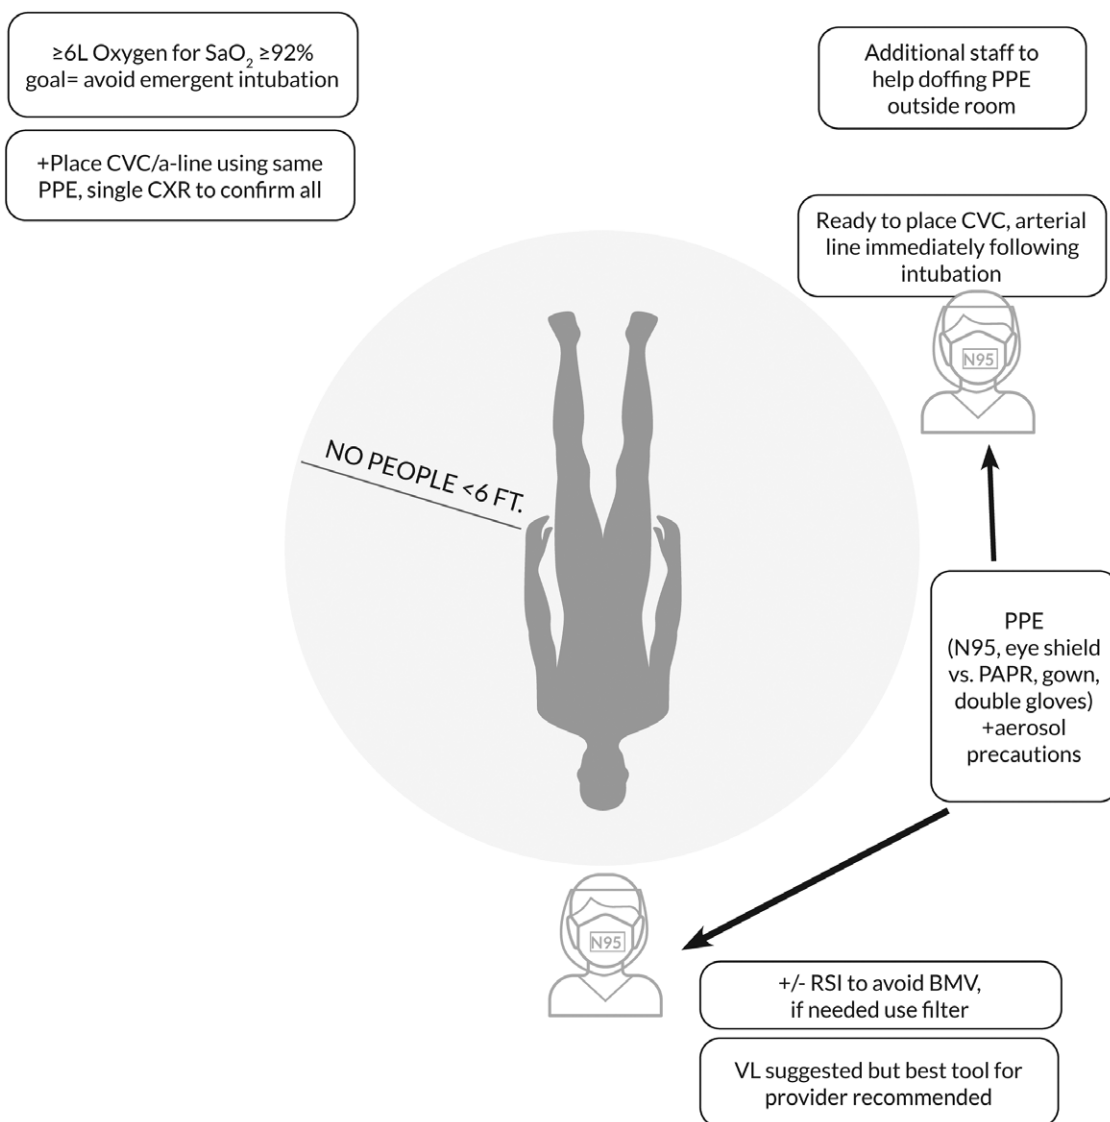 ≥6L Oxygen for SaO₂ ≥92%
goal= avoid emergent intubation
+Place CVC/a-line using same
PPE, single CXR to confirm all
Additional staff to
help doffing PPE
outside room
Ready to place CVC, arterial
line immediately following
intubation
N95
NO PEOPLE <6 FT.
PPE
(N95, eye shield
vs. PAPR, gown,
double gloves)
+aerosol
precautions
N95
+/- RSI to avoid BMV,
if needed use filter
VL suggested but best tool for
provider recommended